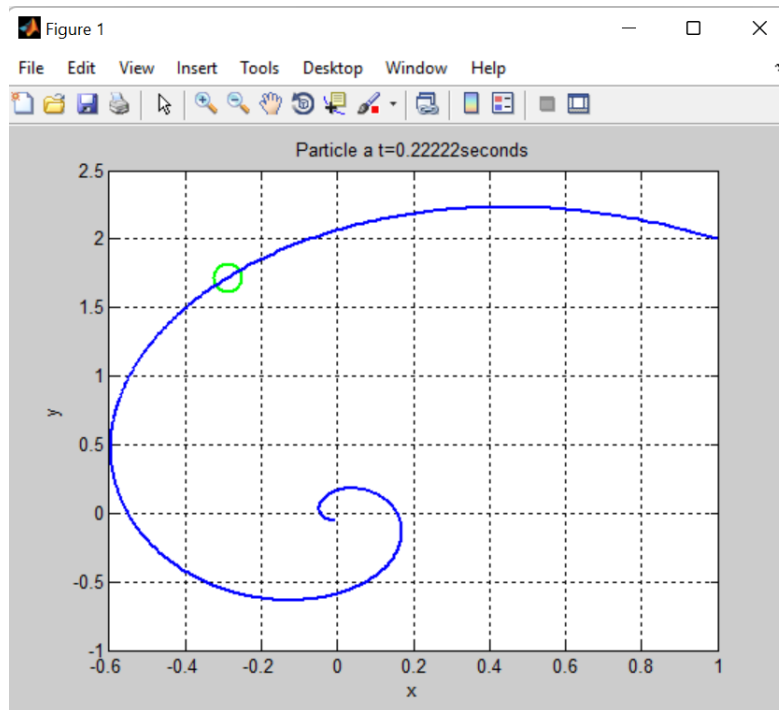 Figure 1
File Edit View Insert Tools Desktop Window Help
Particle a t=0.22222seconds
2.5
2
1.5
1
0.5
0
-0.5
-1
y
-0.6 -0.4 -0.2 0 0.2 0.4 0.6 0.8 1
x